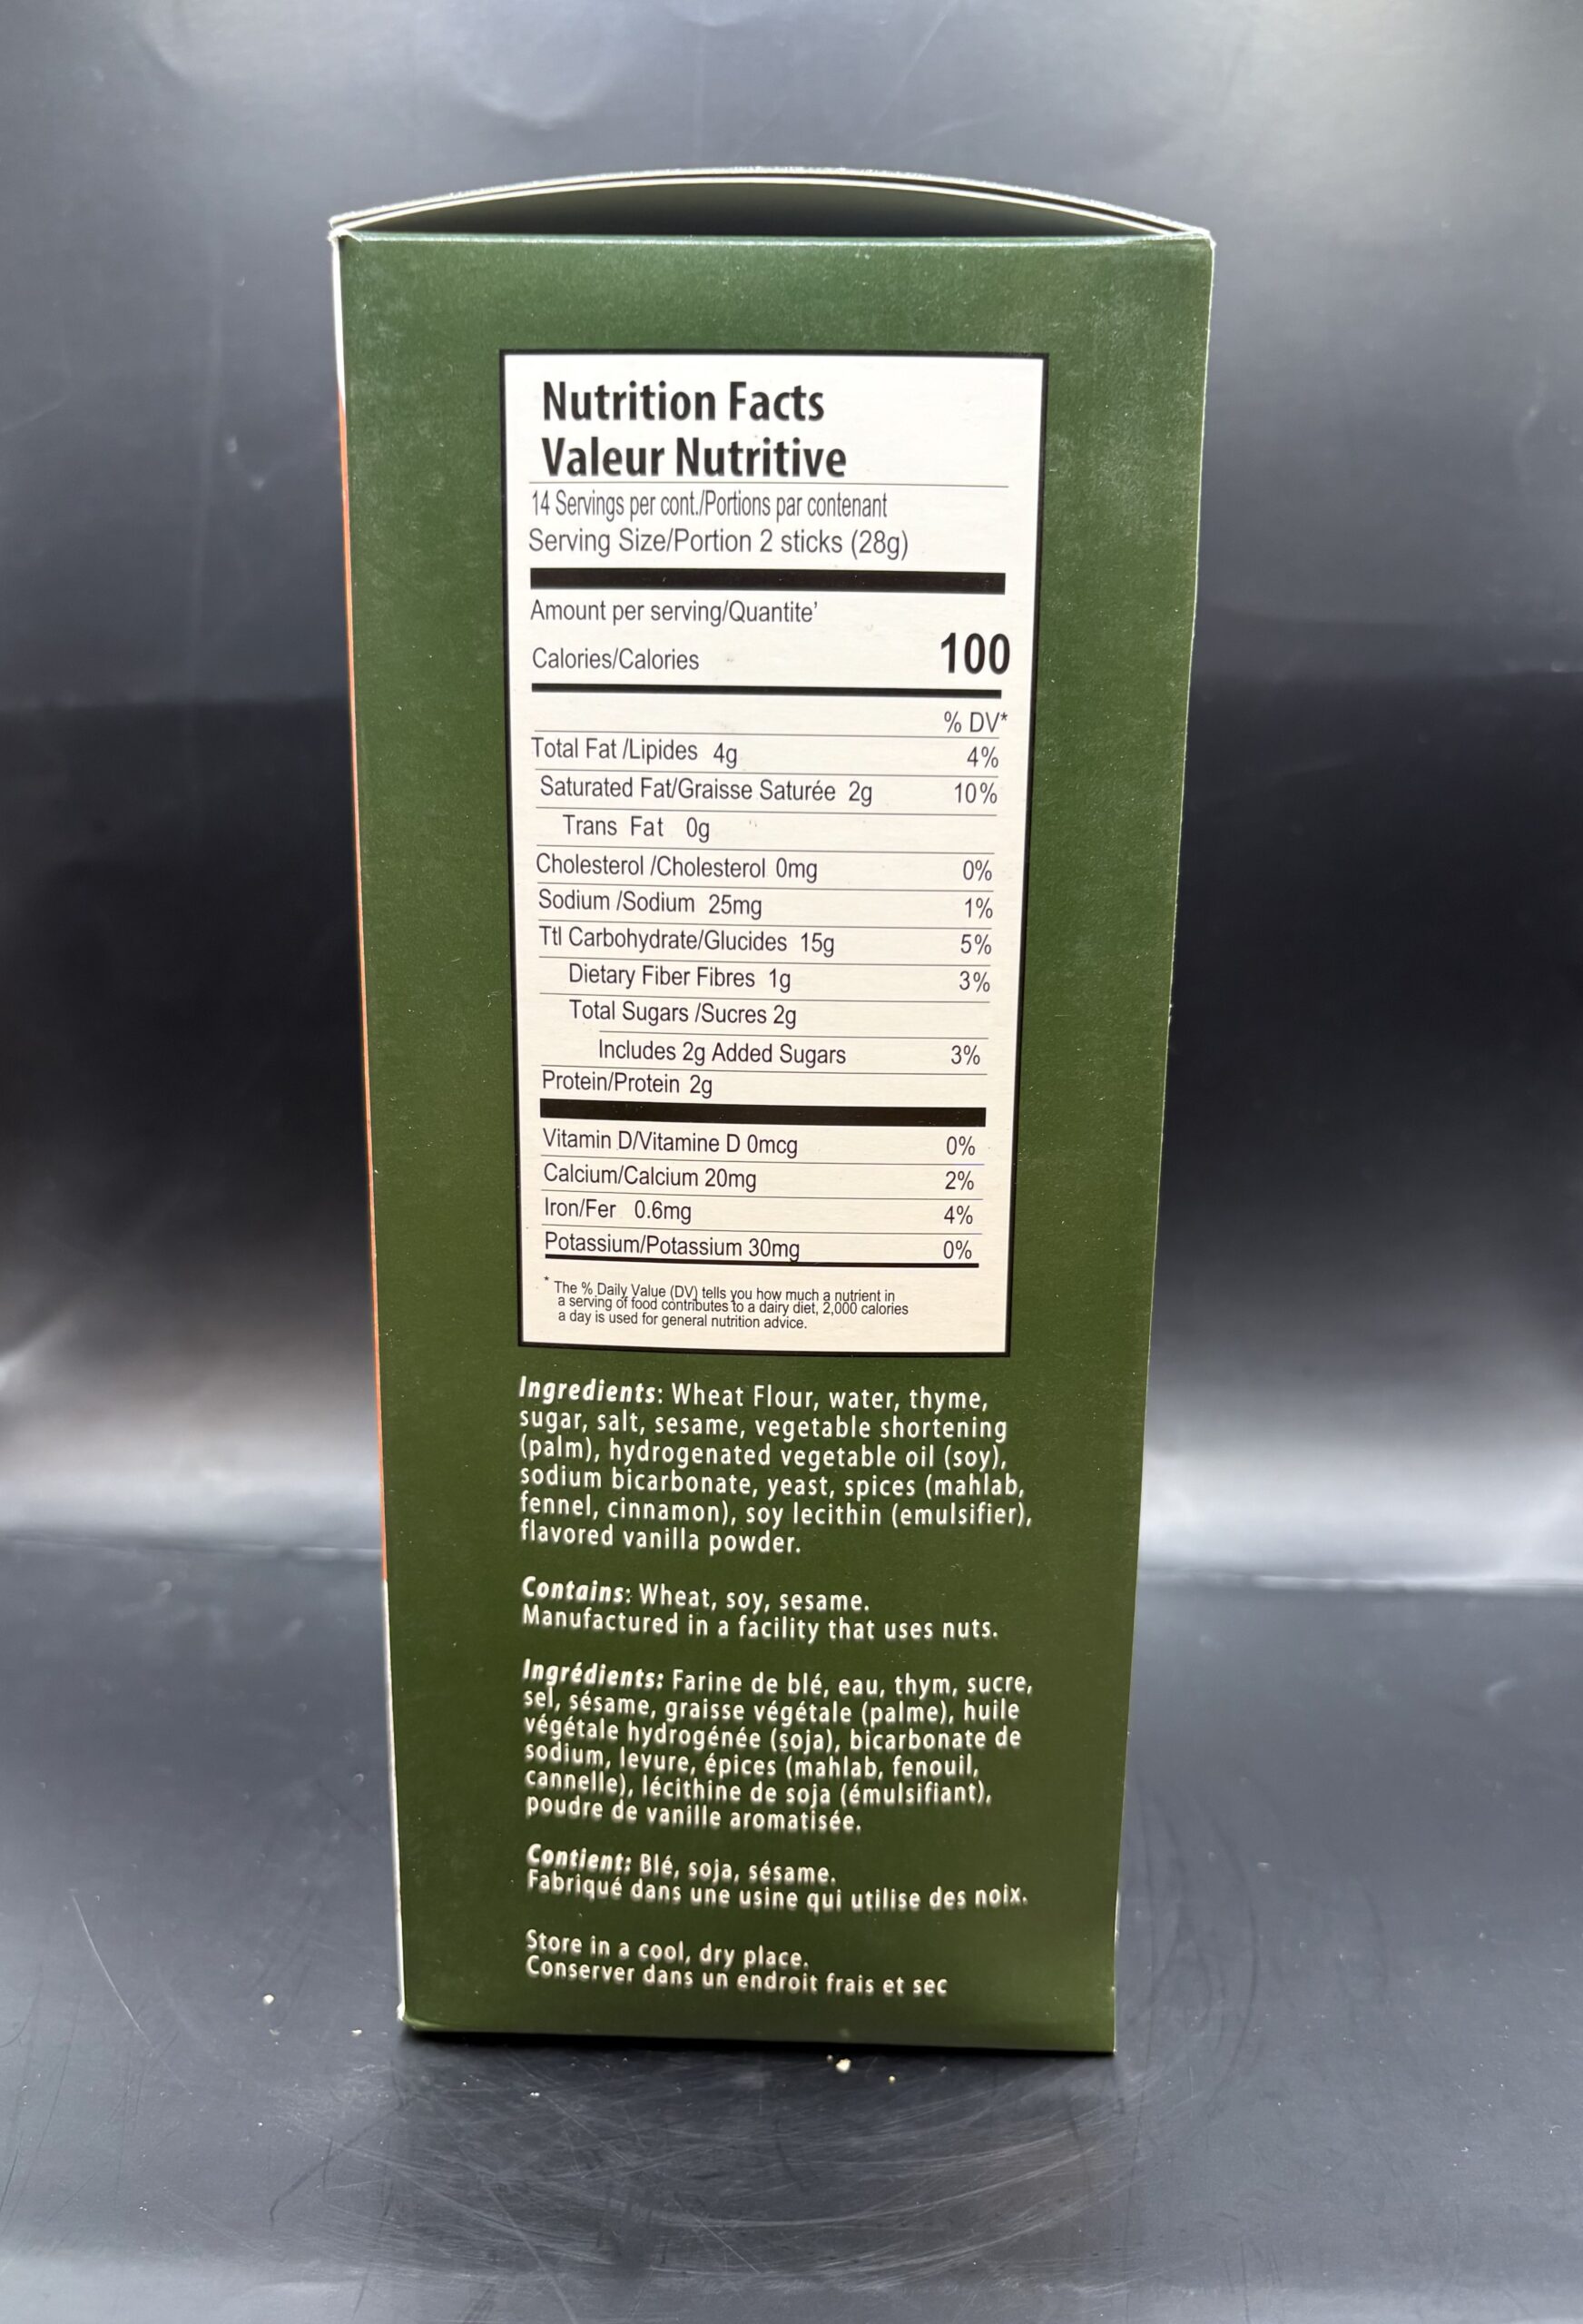 Nutrition Facts
Valeur Nutritive
14 Servings per cont./Portions par contenant
Serving Size/Portion 2 sticks (28g)
Amount per serving/Quantite'
Calories/Calories 100
% DV*
Total Fat /Lipides 4g 4%
Saturated Fat/Graisse Saturée 2g 10%
Trans Fat 0g
Cholesterol /Cholesterol 0mg 0%
Sodium /Sodium 25mg 1%
Ttl Carbohydrate/Glucides 15g 5%
Dietary Fiber Fibres 1g 3%
Total Sugars /Sucres 2g
Includes 2g Added Sugars 3%
Protein/Protein 2g
Vitamin D/Vitamine D 0mcg 0%
Calcium/Calcium 20mg 2%
Iron/Fer 0.6mg 4%
Potassium/Potassium 30mg 0%
* The % Daily Value (DV) tells you how much a nutrient in
a serving of food contributes to a dairy diet, 2,000 calories
a day is used for general nutrition advice.
Ingredients: Wheat Flour, water, thyme,
sugar, salt, sesame, vegetable shortening
(palm), hydrogenated vegetable oil (soy),
sodium bicarbonate, yeast, spices (mahlab,
fennel, cinnamon), soy lecithin (emulsifier),
flavored vanilla powder.
Contains: Wheat, soy, sesame.
Manufactured in a facility that uses nuts.
Ingrédients: Farine de blé, eau, thym, sucre,
sel, sésame, graisse végétale (palme), huile
végétale hydrogénée (soja), bicarbonate de
sodium, levure, épices (mahlab, fenouil,
cannelle), lécithine de soja (émulsifiant),
poudre de vanille aromatisée.
Contient: Blé, soja, sésame.
Fabriqué dans une usine qui utilise des noix.
Store in a cool, dry place.
Conserver dans un endroit frais et sec